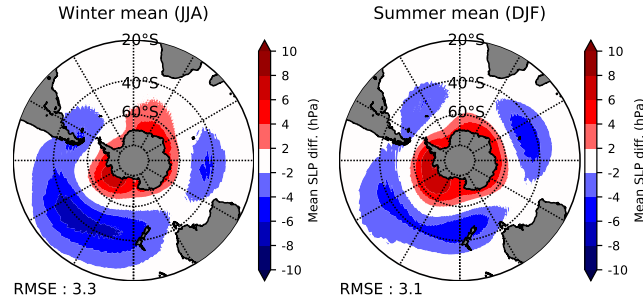 Winter mean (JJA)
20°S
40°S
60°S
10
8
6
4
2
-2
-4
-6
-8
-10
Mean SLP diff. (hPa)
RMSE : 3.3
Summer mean (DJF)
20°S
40°S
60°S
10
8
6
4
2
-2
-4
-6
-8
-10
Mean SLP diff. (hPa)
RMSE : 3.1